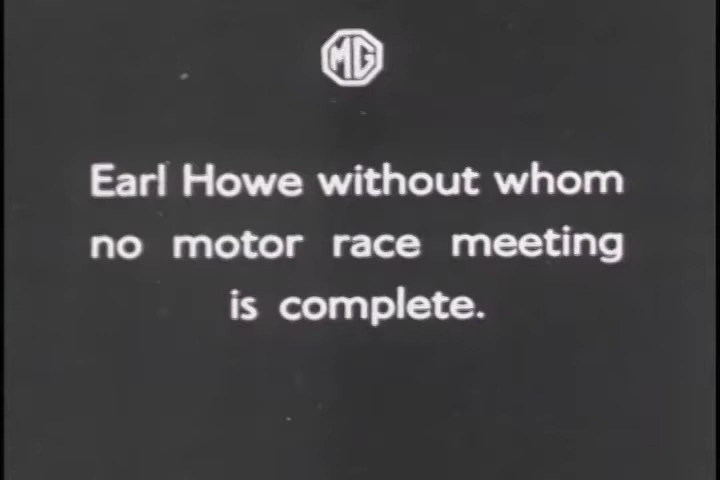 MG
Earl Howe without whom
no motor race meeting
is complete.